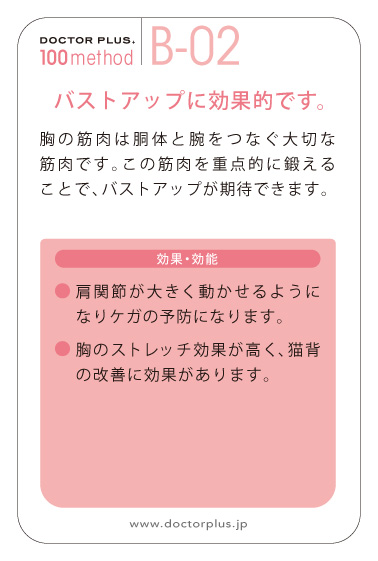 DOCTOR PLUS.
100method
B-02
バストアップに効果的です。
胸の筋肉は胴体と腕をつなぐ大切な
筋肉です。この筋肉を重点的に鍛える
ことで、バストアップが期待できます。
効果・効能
● 肩関節が大きく動かせるように
なりケガの予防になります。
● 胸のストレッチ効果が高く、猫背
の改善に効果があります。
www.doctorplus.jp